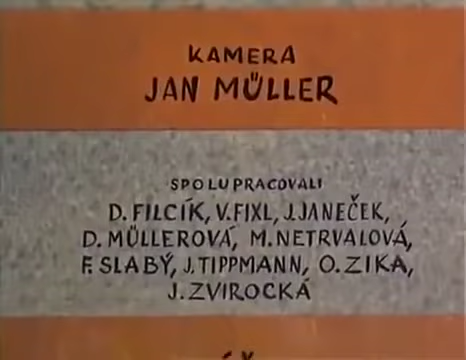 KAMERA
JAN MÜLLER
SPOLUPRACOVALI
D. FILCÍK, V. FIXL, J. JANEČEK,
D. MÜLLEROVÁ, M. NETRVALOVÁ,
F. SLABÝ, J. TIPPMANN, O. ZIKA,
J. ZVIROCKÁ